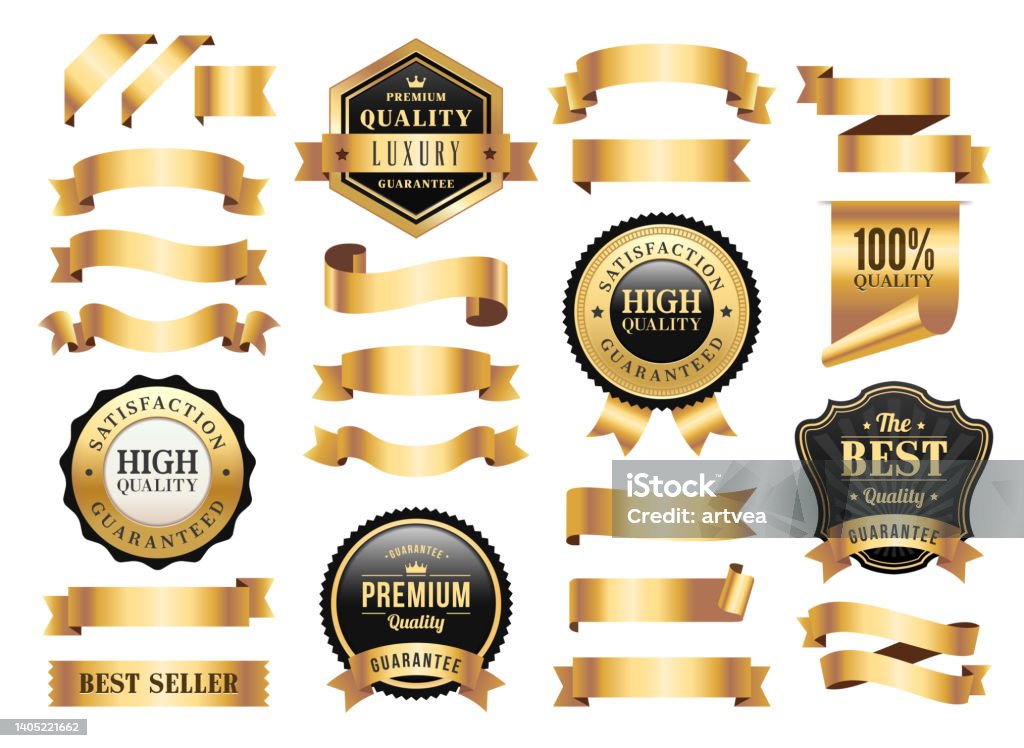 PREMIUM
QUALITY
LUXURY
GUARANTEE
SATISFACTION
HIGH
QUALITY
GUARANTEED
100%
QUALITY
SATISFACTION
HIGH
QUALITY
GUARANTEED
The
BEST
Quality
GUARANTEE
GUARANTEE
PREMIUM
Quality
GUARANTEE
BEST SELLER
iStock
Credit: artvea
1405221662